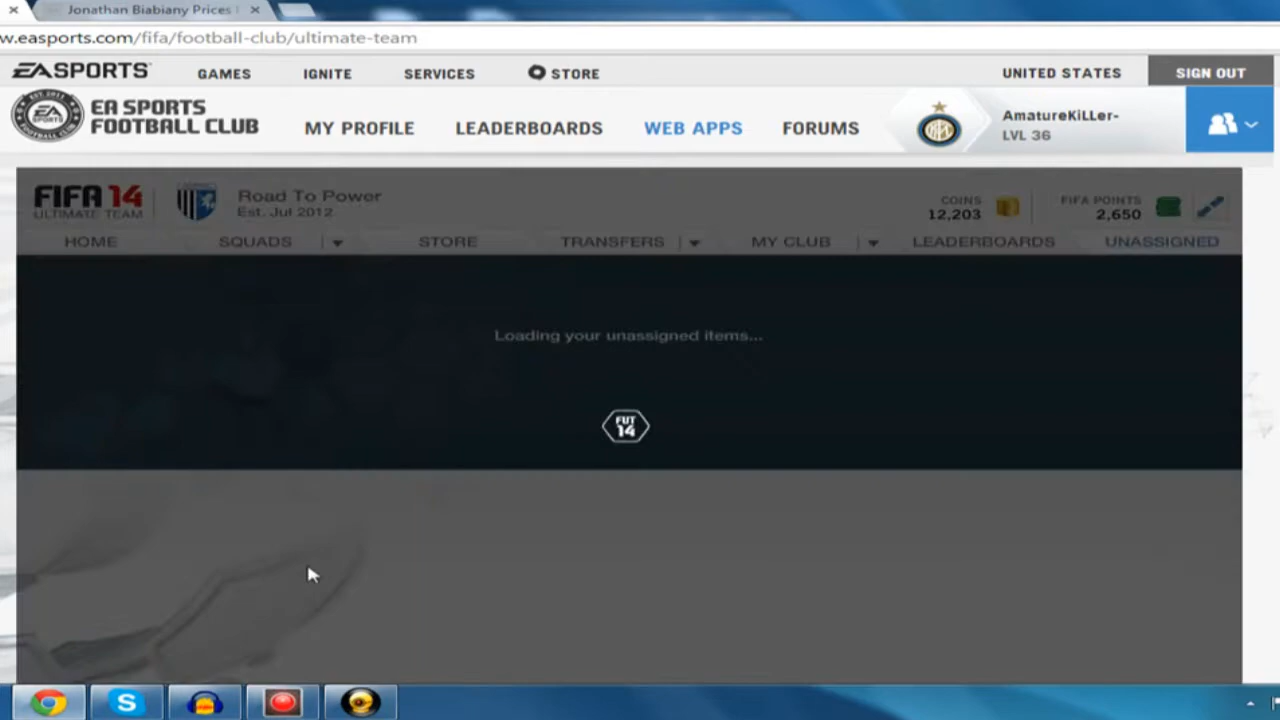 Jonathan Biabiany Prices
w.easports.com/fifa/football-club/ultimate-team
EA SPORTS GAMES IGNITE SERVICES STORE UNITED STATES SIGN OUT
EA SPORTS FOOTBALL CLUB
MY PROFILE LEADERBOARDS WEB APPS FORUMS
AmatureKiLLer-
LVL 36
FIFA 14
ULTIMATE TEAM
Road To Power
Est. Jul 2012
COINS
12,203
FIFA POINTS
2,650
HOME SQUADS STORE TRANSFERS MY CLUB LEADERBOARDS UNASSIGNED
Loading your unassigned items...
FUT
14